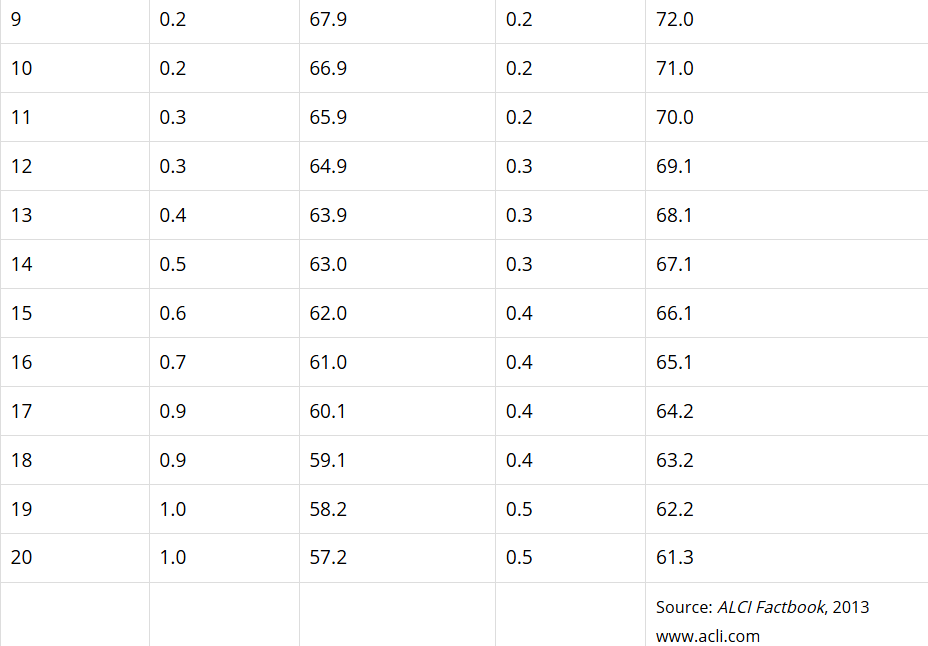 9 0.2 67.9 0.2 72.0
10 0.2 66.9 0.2 71.0
11 0.3 65.9 0.2 70.0
12 0.3 64.9 0.3 69.1
13 0.4 63.9 0.3 68.1
14 0.5 63.0 0.3 67.1
15 0.6 62.0 0.4 66.1
16 0.7 61.0 0.4 65.1
17 0.9 60.1 0.4 64.2
18 0.9 59.1 0.4 63.2
19 1.0 58.2 0.5 62.2
20 1.0 57.2 0.5 61.3
Source: ALCI Factbook, 2013
www.acli.com